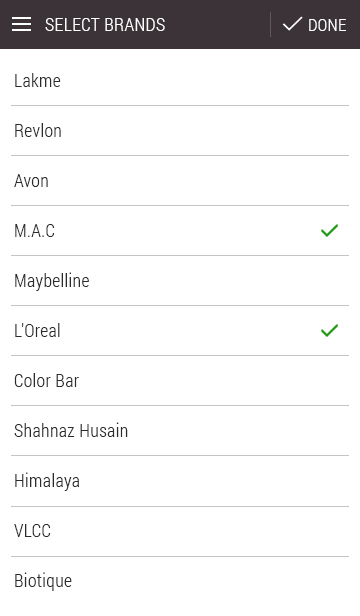 SELECT BRANDS DONE
Lakme
Revlon
Avon
M.A.C
Maybelline
L'Oreal
Color Bar
Shahnaz Husain
Himalaya
VLCC
Biotique